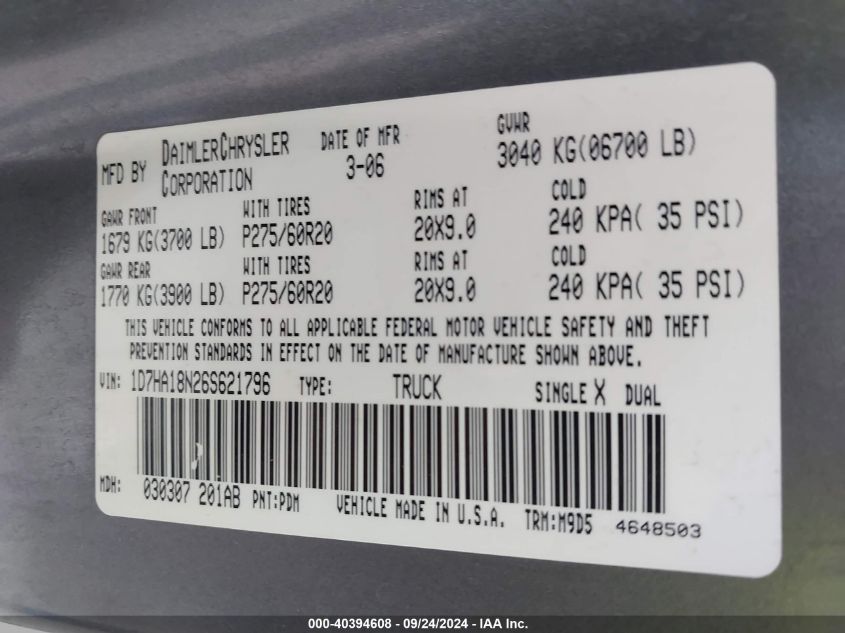 MFD BY DAIMLERCHRYSLER CORPORATION
DATE OF MFR 3-06
GVWR 3040 KG(06700 LB)
GAWR FRONT WITH TIRES RIMS AT COLD
1679 KG(3700 LB) P275/60R20 20X9.0 240 KPA( 35 PSI)
GAWR REAR WITH TIRES RIMS AT COLD
1770 KG(3900 LB) P275/60R20 20X9.0 240 KPA( 35 PSI)
THIS VEHICLE CONFORMS TO ALL APPLICABLE FEDERAL MOTOR VEHICLE SAFETY AND THEFT
PREVENTION STANDARDS IN EFFECT ON THE DATE OF MANUFACTURE SHOWN ABOVE.
VIN: 1D7HA18N26S621796 TYPE: TRUCK SINGLE X DUAL
MDH: 030307 201AB PNT:PDM VEHICLE MADE IN U.S.A. TRM:M9D5 4648503
000-40394608 - 09/24/2024 - IAA Inc.